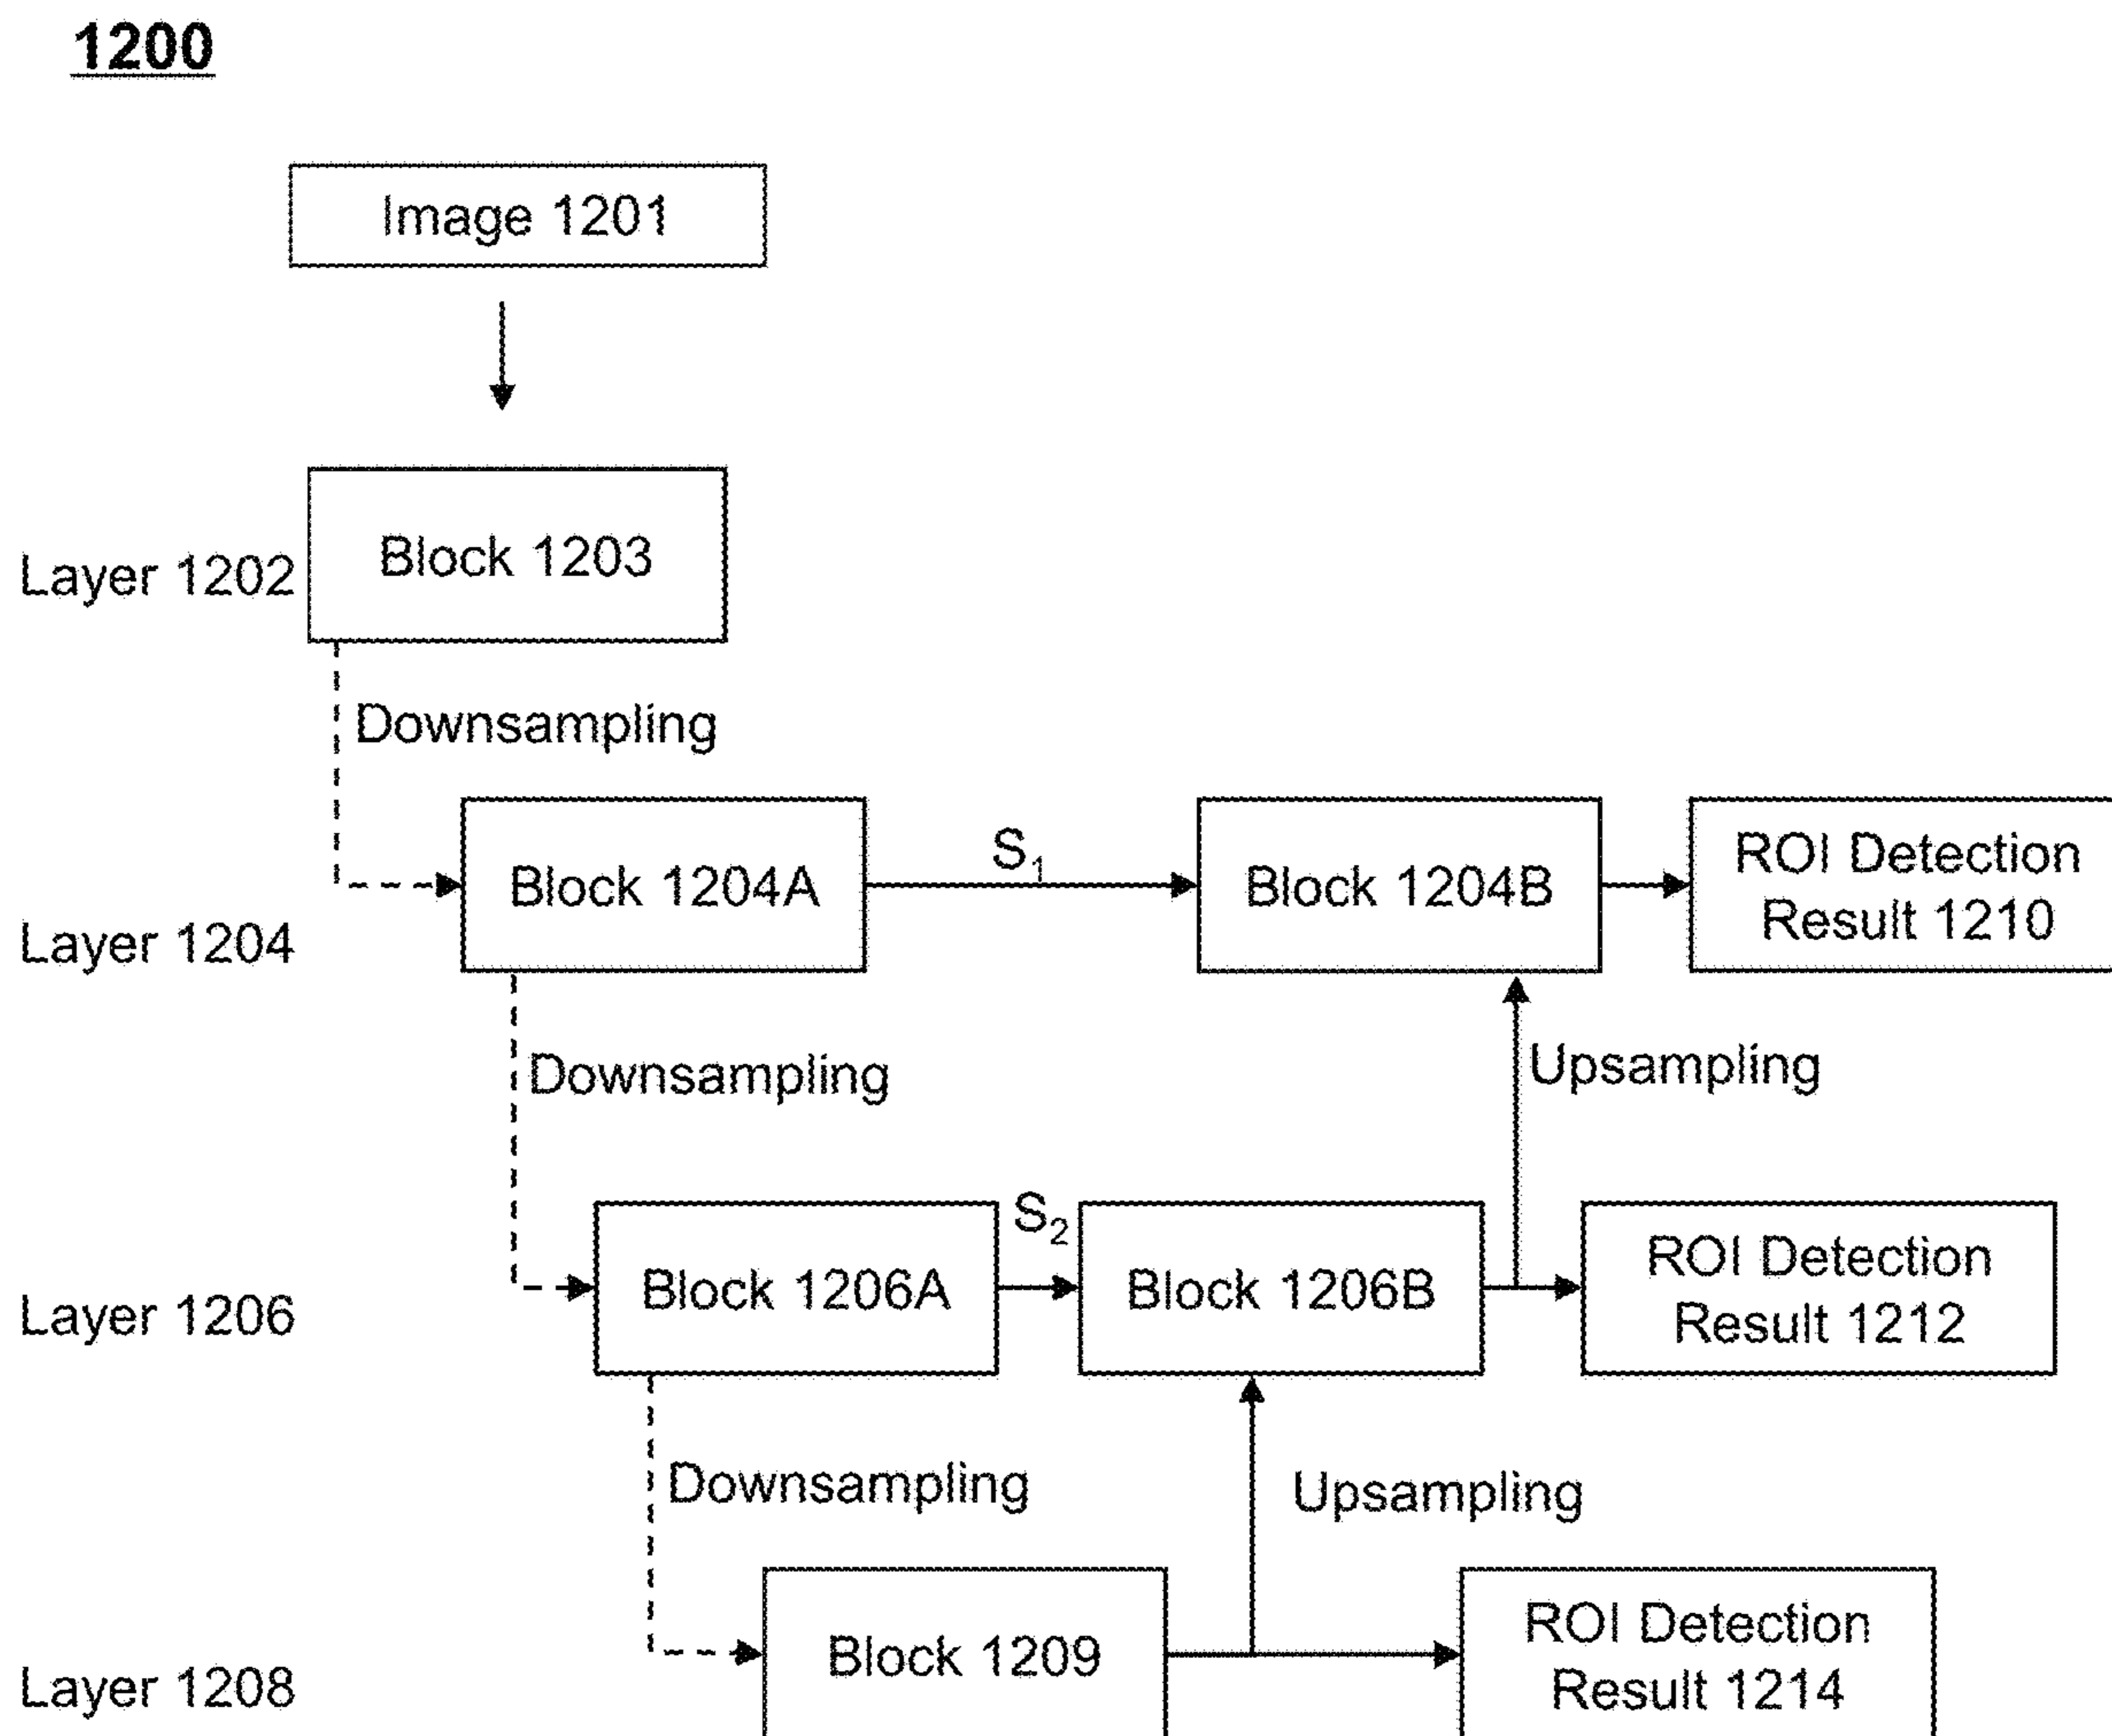 1200
Image 1201
Block 1203
Layer 1202
Downsampling
Block 1204A
S₁
Block 1204B
ROI Detection
Result 1210
Layer 1204
Downsampling
Upsampling
Block 1206A
S₂
Block 1206B
ROI Detection
Result 1212
Layer 1206
Downsampling
Upsampling
Block 1209
ROI Detection
Result 1214
Layer 1208